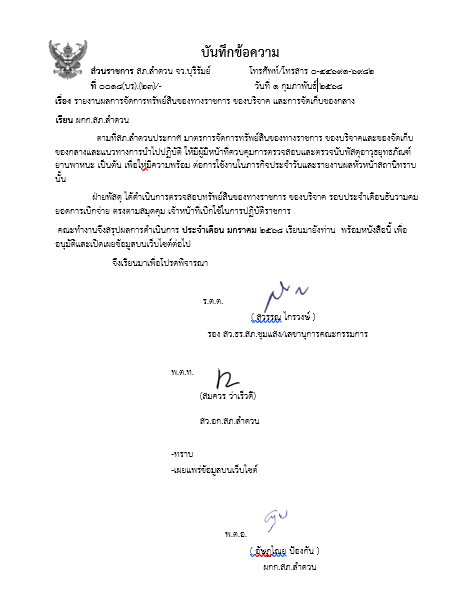 บันทึกข้อความ
ส่วนราชการ สภ.ลำดวน จว.บุรีรัมย์ โทรศัพท์/โทรสาร ๐-๔๔๖๙๑-๖๙๘๒
ที่ ๐๐๑๘(บร).(๒๓)/- วันที่ ๑ กุมภาพันธ์ ๒๕๖๘
เรื่อง รายงานผลการจัดการทรัพย์สินของทางราชการ ของบริจาค และการจัดเก็บของกลาง
เรียน ผกก.สภ.ลำดวน
ตามที่สภ.ลำดวนประกาศ มาตรการจัดการทรัพย์สินของทางราชการ ของบริจาคและของจัดเก็บ
ของกลางและแนวทางการนำไปปฏิบัติ ให้มีผู้มีหน้าที่ควบคุมการตรวจสอบและตรวจนับพัสดุอาวุธยุทธภัณฑ์
ยานพาหนะ เป็นต้น เพื่อให้มีความพร้อม ต่อการใช้งานในภารกิจประจำวันและรายงานผลหัวหน้าสถานีทราบ
นั้น
ฝ่ายพัสดุ ได้ดำเนินการตรวจสอบทรัพย์สินของทางราชการ ของบริจาค รอบประจำเดือนธันวามคม
ยอดการเบิกจ่าย ตรงตามสมุดคุม เจ้าหน้าที่เบิกใช้ในการปฏิบัติราชการ
คณะทำงานจึงสรุปผลการดำเนินการ ประจำเดือน มกราคม ๒๕๖๘ เรียนมายังท่าน พร้อมหนังสือนี้ เพื่อ
อนุมัติและเปิดเผยข้อมูลบนเว็บไซต์ต่อไป
จึงเรียนมาเพื่อโปรดพิจารณา
ร.ต.ต.
( สุวรรณ ไกรวงษ์ )
รอง สว.ธร.สภ.ชุมแสง/เลขานุการคณะกรรมการ
พ.ต.ท.
(สมควร ว่าเร็วดี)
สว.อก.สภ.ลำดวน
-ทราบ
-เผยแพร่ข้อมูลบนเว็บไซต์
พ.ต.อ.
ป้องกัน )
ผกก.สภ.ลำดวน